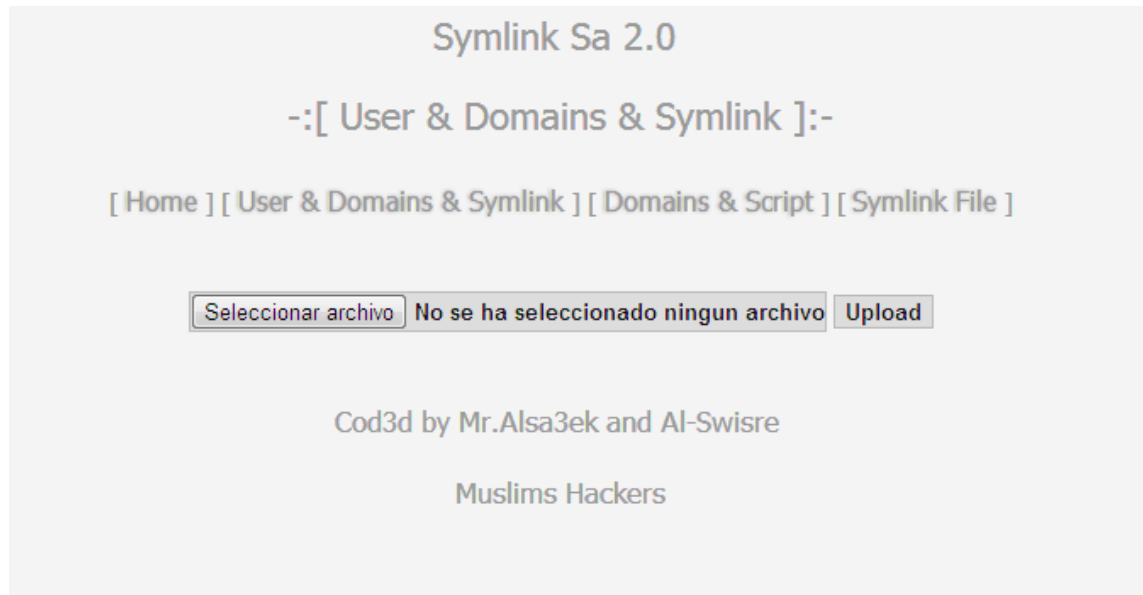 Symlink Sa 2.0
-:[ User & Domains & Symlink ]:-
[ Home ] [ User & Domains & Symlink ] [ Domains & Script ] [ Symlink File ]
Seleccionar archivo No se ha seleccionado ningun archivo Upload
Cod3d by Mr.Alsa3ek and Al-Swisre
Muslims Hackers